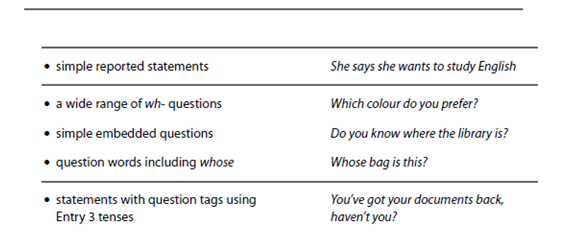 • simple reported statements She says she wants to study English
• a wide range of wh- questions Which colour do you prefer?
• simple embedded questions Do you know where the library is?
• question words including whose Whose bag is this?
• statements with question tags using You've got your documents back,
Entry 3 tenses haven't you?